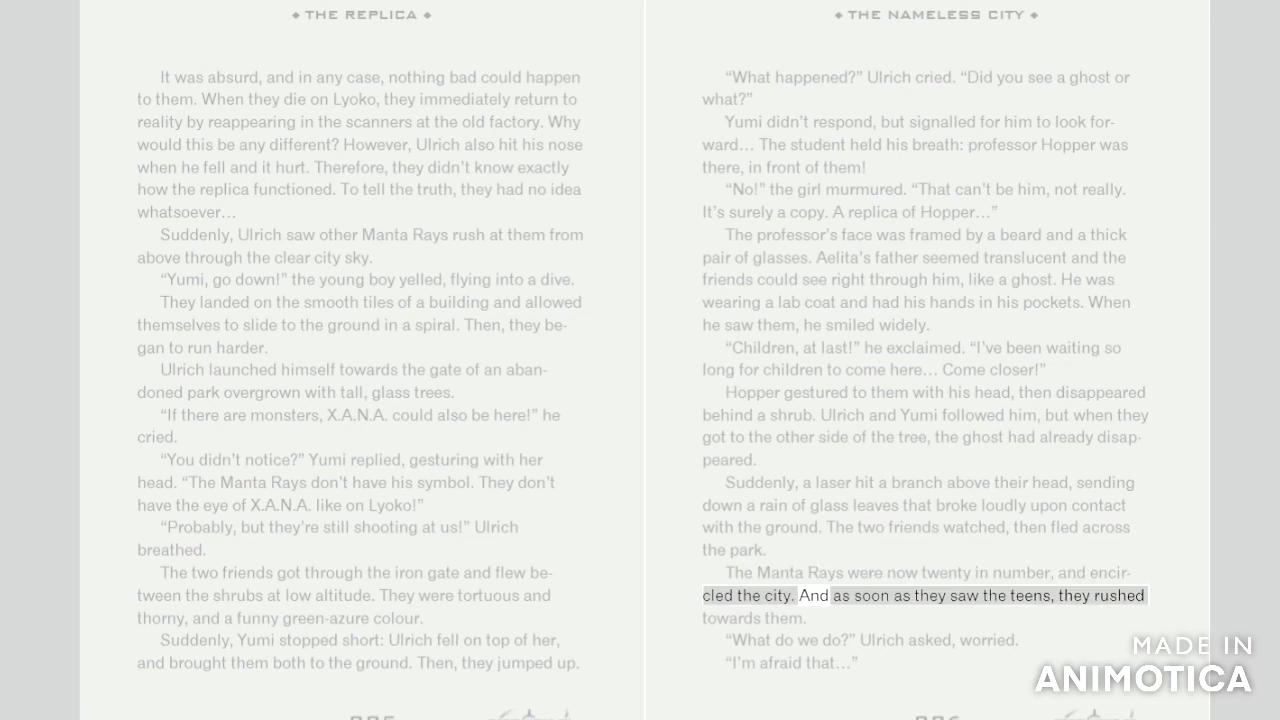 ◆ THE REPLICA ◆
It was absurd, and in any case, nothing bad could happen
to them. When they die on Lyoko, they immediately return to
reality by reappearing in the scanners at the old factory. Why
would this be any different? However, Ulrich also hit his nose
when he fell and it hurt. Therefore, they didn’t know exactly
how the replica functioned. To tell the truth, they had no idea
whatsoever…
Suddenly, Ulrich saw other Manta Rays rush at them from
above through the clear city sky.
“Yumi, go down!” the young boy yelled, flying into a dive.
They landed on the smooth tiles of a building and allowed
themselves to slide to the ground in a spiral. Then, they be-
gan to run harder.
Ulrich launched himself towards the gate of an aban-
doned park overgrown with tall, glass trees.
“If there are monsters, X.A.N.A. could also be here!” he
cried.
“You didn’t notice?” Yumi replied, gesturing with her
head. “The Manta Rays don’t have his symbol. They don’t
have the eye of X.A.N.A. like on Lyoko!”
“Probably, but they’re still shooting at us!” Ulrich
breathed.
The two friends got through the iron gate and flew be-
tween the shrubs at low altitude. They were tortuous and
thorny, and a funny green-azure colour.
Suddenly, Yumi stopped short: Ulrich fell on top of her,
and brought them both to the ground. Then, they jumped up.
◆ THE NAMELESS CITY ◆
“What happened?” Ulrich cried. “Did you see a ghost or
what?”
Yumi didn’t respond, but signalled for him to look for-
ward… The student held his breath: professor Hopper was
there, in front of them!
“No!” the girl murmured. “That can’t be him, not really.
It’s surely a copy. A replica of Hopper…”
The professor’s face was framed by a beard and a thick
pair of glasses. Aelita’s father seemed translucent and the
friends could see right through him, like a ghost. He was
wearing a lab coat and had his hands in his pockets. When
he saw them, he smiled widely.
“Children, at last!” he exclaimed. “I’ve been waiting so
long for children to come here… Come closer!”
Hopper gestured to them with his head, then disappeared
behind a shrub. Ulrich and Yumi followed him, but when they
got to the other side of the tree, the ghost had already disap-
peared.
Suddenly, a laser hit a branch above their head, sending
down a rain of glass leaves that broke loudly upon contact
with the ground. The two friends watched, then fled across
the park.
The Manta Rays were now twenty in number, and encir-
cled the city. And as soon as they saw the teens, they rushed
towards them.
“What do we do?” Ulrich asked, worried.
“I’m afraid that…”
MADE IN
ANIMOTICA